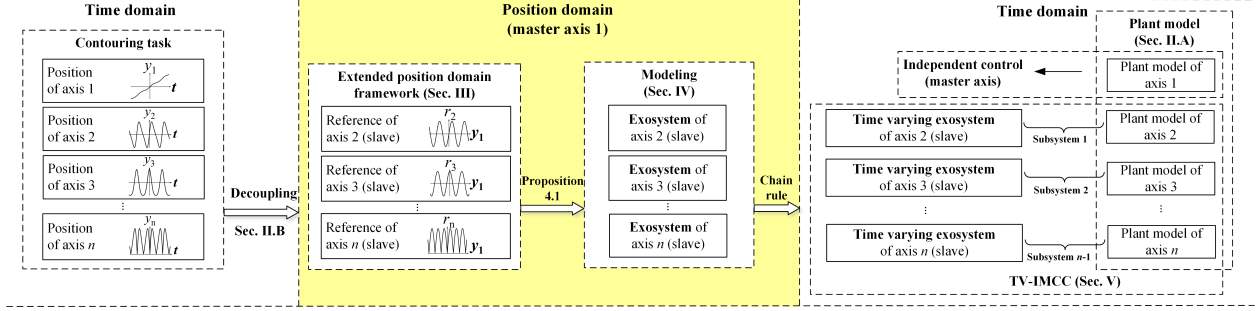 Time domain
Contouring task
Position
of axis 1
y1
t
Position
of axis 2
y2
t
Position
of axis 3
y3
t
⋮
Position
of axis n
yn
t
Decoupling
Sec. II.B
Position domain
(master axis 1)
Extended position domain
framework (Sec. III)
Reference of
axis 2 (slave)
r2
y1
Reference of
axis 3 (slave)
r3
y1
⋮
Reference of
axis n (slave)
rn
y1
Proposition
4.1
Modeling
(Sec. IV)
Exosystem of
axis 2 (slave)
Exosystem of
axis 3 (slave)
⋮
Exosystem of
axis n (slave)
Chain
rule
Time domain
Plant model
(Sec. II.A)
Independent control
(master axis)
Plant model of
axis 1
Time varying exosystem
of axis 2 (slave)
Subsystem 1
Plant model of
axis 2
Time varying exosystem
of axis 3 (slave)
Subsystem 2
Plant model of
axis 3
⋮
⋮
Time varying exosystem
of axis n (slave)
Subsystem n-1
Plant model of
axis n
TV-IMCC (Sec. V)